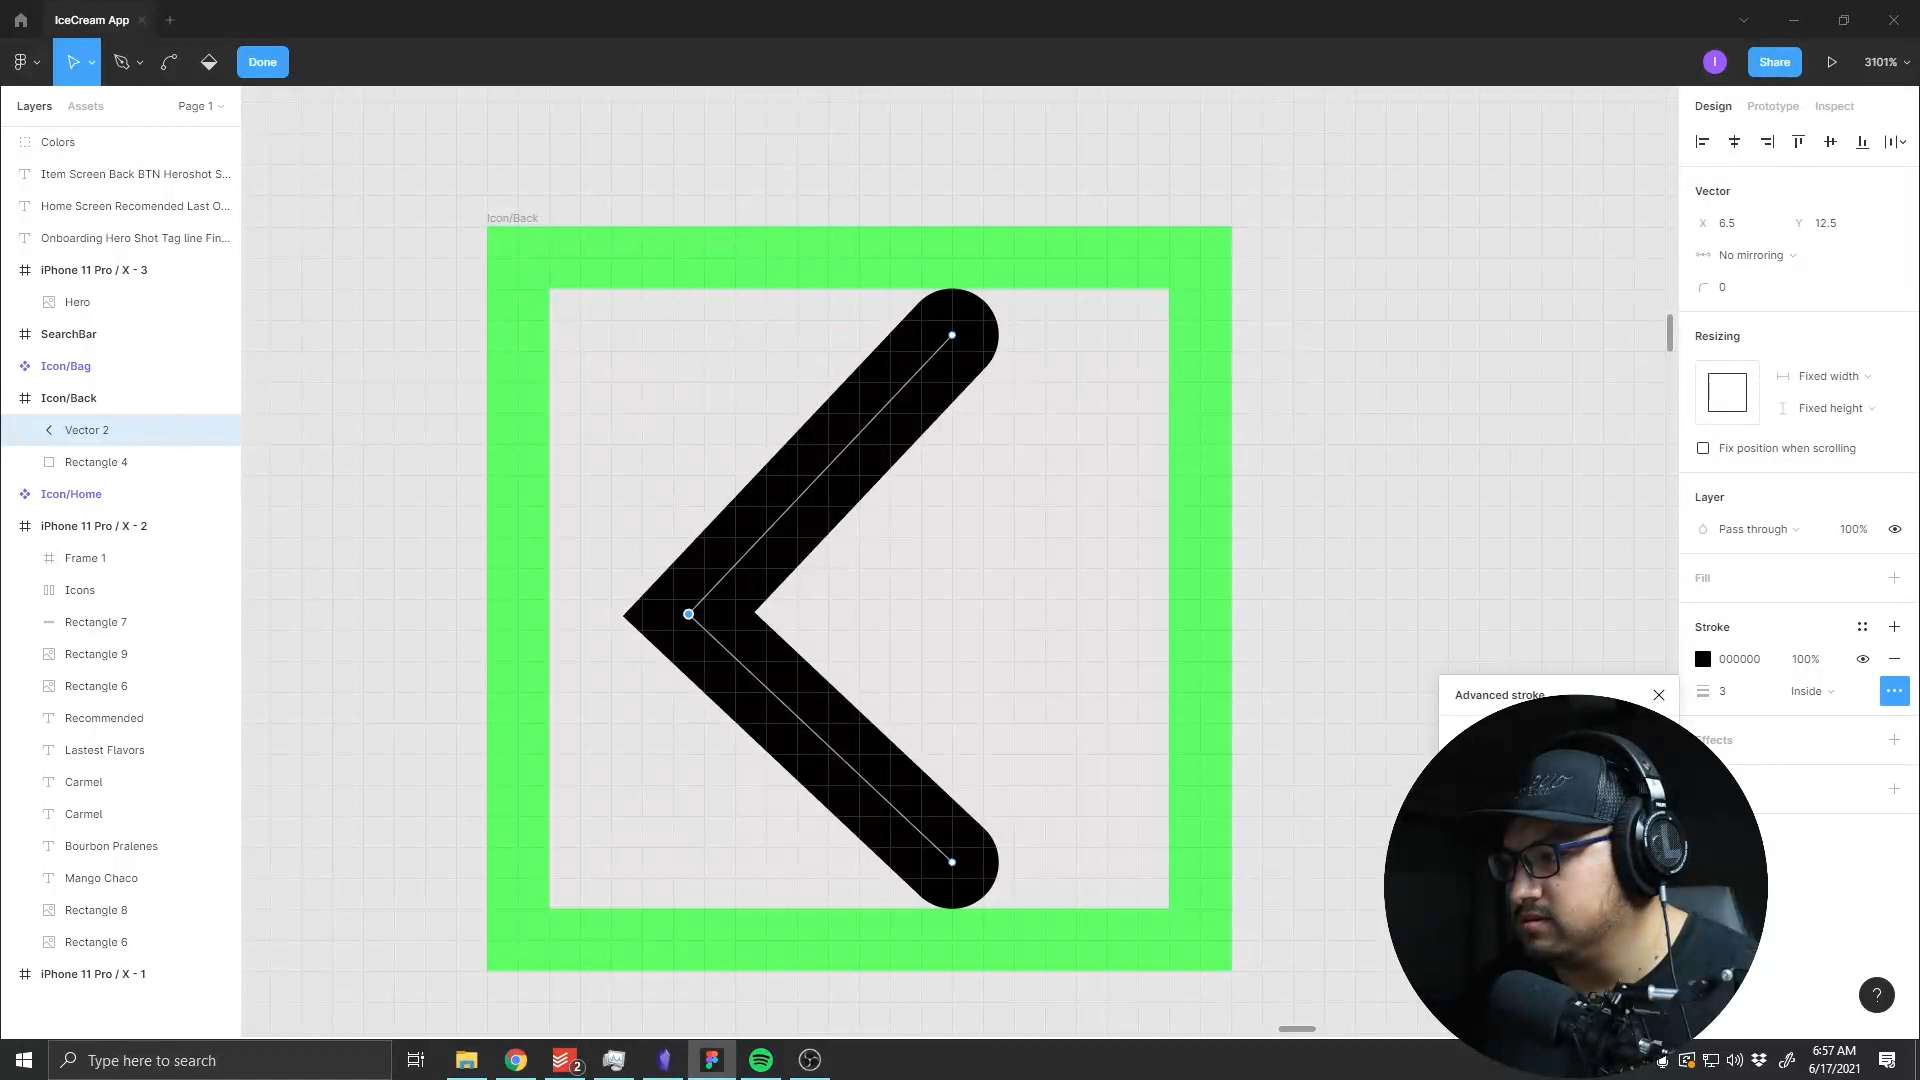 IceCream App
Done
I
Share
3101%
Layers
Assets
Page 1
Colors
Item Screen Back BTN Heroshot S...
Home Screen Recomended Last O...
Onboarding Hero Shot Tag line Fin...
iPhone 11 Pro / X - 3
Hero
SearchBar
Icon/Bag
Icon/Back
Vector 2
Rectangle 4
Icon/Home
iPhone 11 Pro / X - 2
Frame 1
Icons
Rectangle 7
Rectangle 9
Rectangle 6
Recommended
Lastest Flavors
Carmel
Carmel
Bourbon Pralenes
Mango Chaco
Rectangle 8
Rectangle 6
iPhone 11 Pro / X - 1
Icon/Back
Design
Prototype
Inspect
Vector
X 6.5
Y 12.5
No mirroring
0
Resizing
Fixed width
Fixed height
Fix position when scrolling
Layer
Pass through
100%
Fill
Stroke
000000
100%
3
Inside
Advanced stroke
Effects
?
Type here to search
2
6:57 AM
6/17/2021